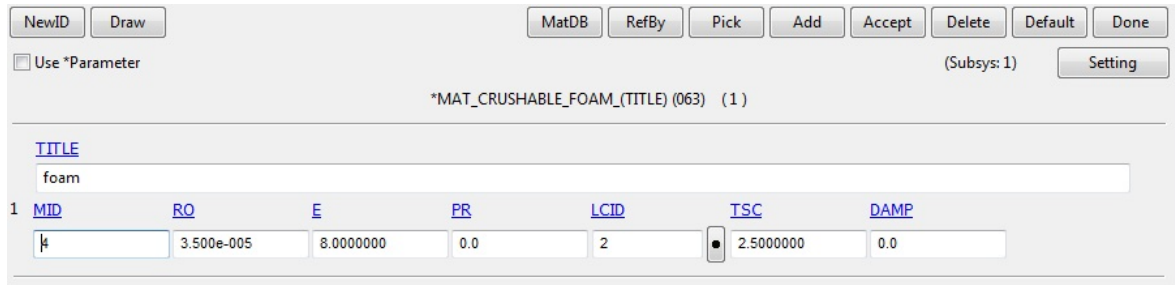 NewID Draw MatDB RefBy Pick Add Accept Delete Default Done
Use *Parameter (Subsys: 1) Setting
*MAT_CRUSHABLE_FOAM_(TITLE) (063) (1)
TITLE
foam
1 MID RO E PR LCID TSC DAMP
4 3.500e-005 8.0000000 0.0 2 2.5000000 0.0